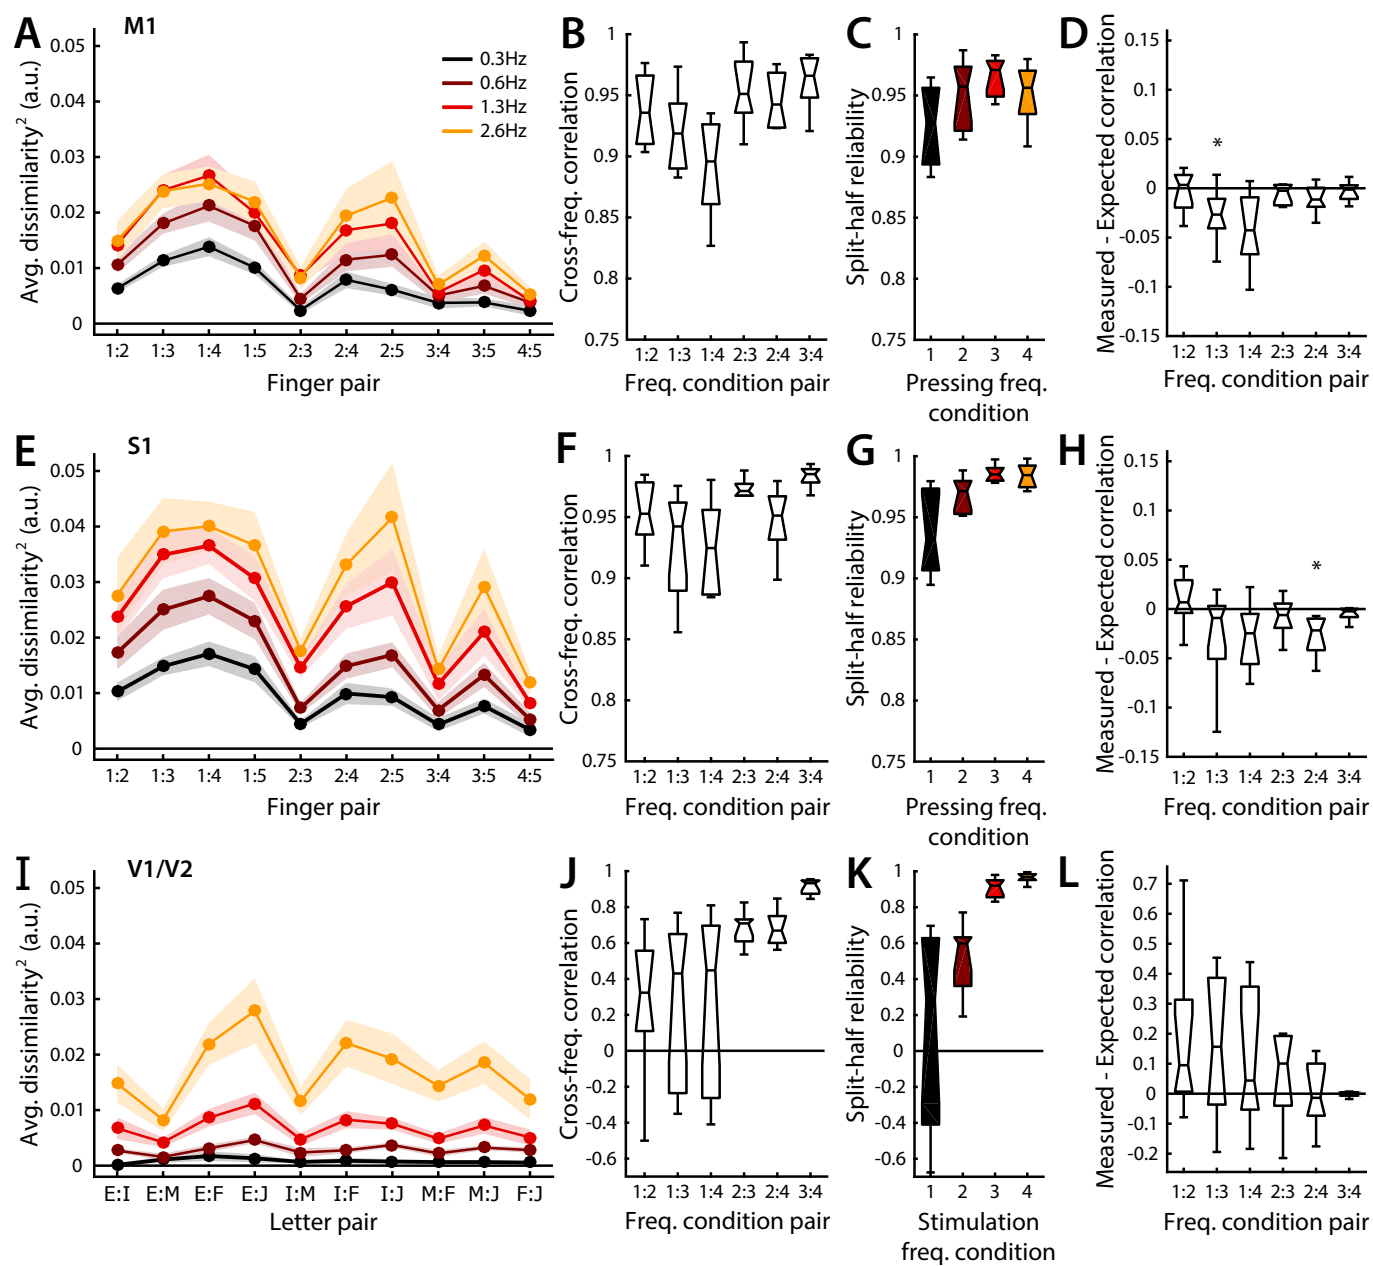 A
M1
Avg. dissimilarity² (a.u.)
0.05
0.04
0.03
0.02
0.01
0
0.3Hz
0.6Hz
1.3Hz
2.6Hz
1:2 1:3 1:4 1:5 2:3 2:4 2:5 3:4 3:5 4:5
Finger pair
B
Cross-freq. correlation
1
0.95
0.9
0.85
0.8
0.75
1:2 1:3 1:4 2:3 2:4 3:4
Freq. condition pair
C
Split-half reliability
1
0.95
0.9
0.85
0.8
0.75
1 2 3 4
Pressing freq.
condition
D
Measured - Expected correlation
0.15
0.1
0.05
0
-0.05
-0.1
-0.15
*
1:2 1:3 1:4 2:3 2:4 3:4
Freq. condition pair
E
S1
Avg. dissimilarity² (a.u.)
0.05
0.04
0.03
0.02
0.01
0
1:2 1:3 1:4 1:5 2:3 2:4 2:5 3:4 3:5 4:5
Finger pair
F
Cross-freq. correlation
1
0.95
0.9
0.85
0.8
0.75
1:2 1:3 1:4 2:3 2:4 3:4
Freq. condition pair
G
Split-half reliability
1
0.95
0.9
0.85
0.8
0.75
1 2 3 4
Pressing freq.
condition
H
Measured - Expected correlation
0.15
0.1
0.05
0
-0.05
-0.1
-0.15
*
1:2 1:3 1:4 2:3 2:4 3:4
Freq. condition pair
I
V1/V2
Avg. dissimilarity² (a.u.)
0.05
0.04
0.03
0.02
0.01
0
E:I E:M E:F E:J I:M I:F I:J M:F M:J F:J
Letter pair
J
Cross-freq. correlation
1
0.8
0.6
0.4
0.2
0
-0.2
-0.4
-0.6
1:2 1:3 1:4 2:3 2:4 3:4
Freq. condition pair
K
Split-half reliability
1
0.8
0.6
0.4
0.2
0
-0.2
-0.4
-0.6
1 2 3 4
Stimulation
freq. condition
L
Measured - Expected correlation
0.7
0.6
0.5
0.4
0.3
0.2
0.1
0
-0.1
-0.2
1:2 1:3 1:4 2:3 2:4 3:4
Freq. condition pair